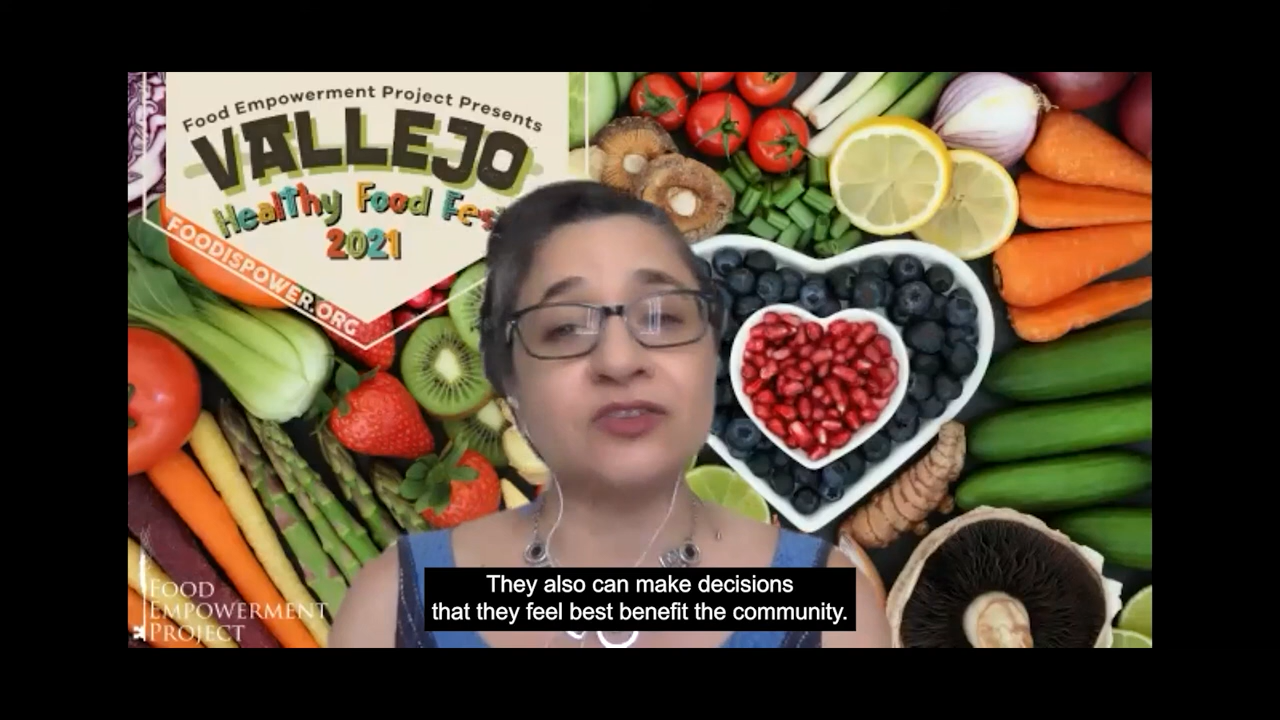 Food Empowerment Project Presents
VALLEJO
Healthy Food Fes
2021
FOODISPOWER.ORG
FOOD
EMPOWERMENT
PROJECT
They also can make decisions
that they feel best benefit the community.